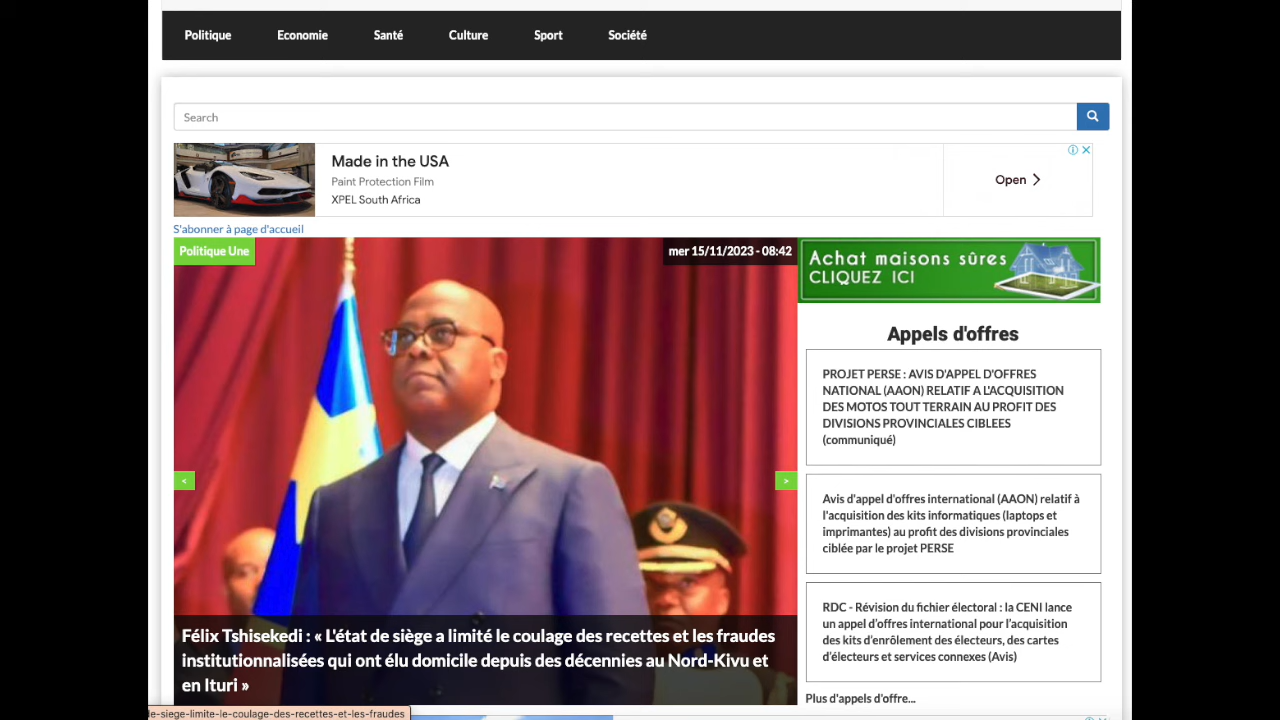 Politique
Economie
Santé
Culture
Sport
Société
Search
Made in the USA
Paint Protection Film
XPEL South Africa
Open
S'abonner à page d'accueil
Politique Une
mer 15/11/2023 - 08:42
<
>
Félix Tshisekedi : « L'état de siège a limité le coulage des recettes et les fraudes
institutionnalisées qui ont élu domicile depuis des décennies au Nord-Kivu et
en Ituri »
Achat maisons sûres
CLIQUEZ ICI
Appels d'offres
PROJET PERSE : AVIS D'APPEL D'OFFRES
NATIONAL (AAON) RELATIF A L'ACQUISITION
DES MOTOS TOUT TERRAIN AU PROFIT DES
DIVISIONS PROVINCIALES CIBLEES
(communiqué)
Avis d'appel d'offres international (AAON) relatif à
l'acquisition des kits informatiques (laptops et
imprimantes) au profit des divisions provinciales
ciblée par le projet PERSE
RDC - Révision du fichier électoral : la CENI lance
un appel d’offres international pour l’acquisition
des kits d’enrôlement des électeurs, des cartes
d’électeurs et services connexes (Avis)
Plus d'appels d'offre...
le-siege-limite-le-coulage-des-recettes-et-les-fraudes